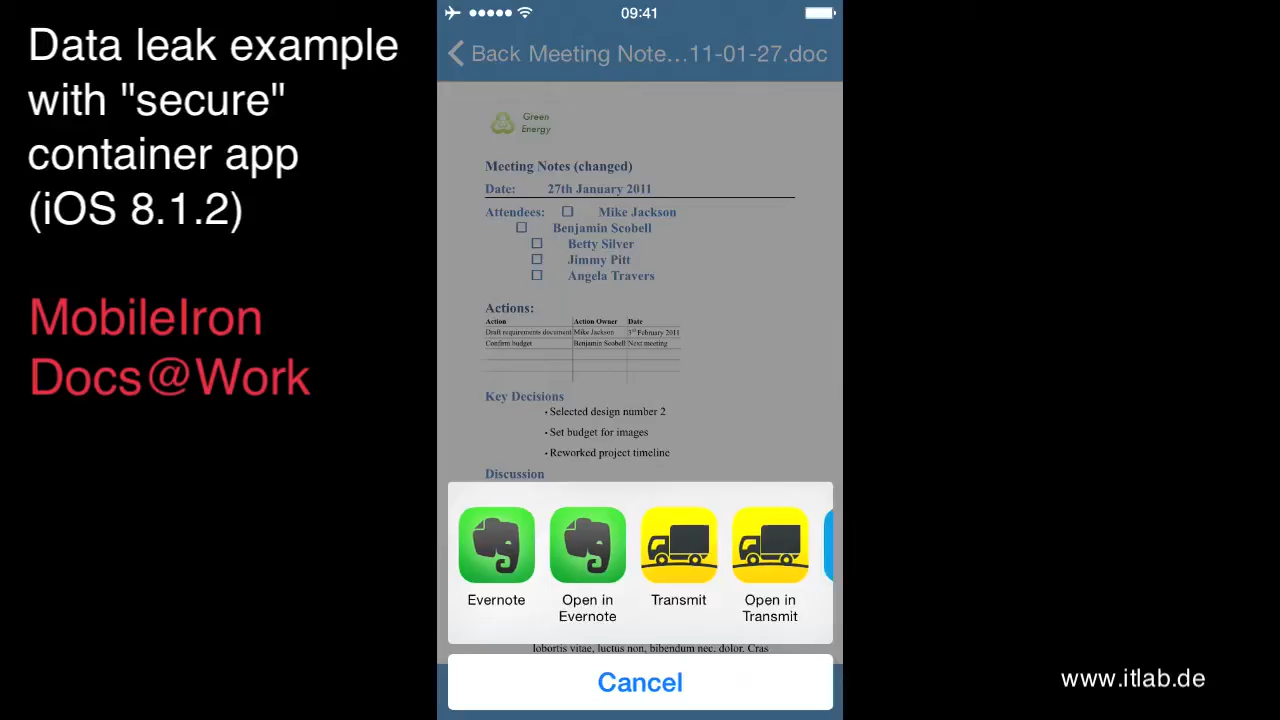 Data leak example
with "secure"
container app
(iOS 8.1.2)
MobileIron
Docs@Work
09:41
Back Meeting Note...11-01-27.doc
Green
Energy
Meeting Notes (changed)
Date: 27th January 2011
Attendees: Mike Jackson
Benjamin Scobell
Betty Silver
Jimmy Pitt
Angela Travers
Actions:
Action Action Owner Date
Draft requirements document Mike Jackson 3rd February 2011
Confirm budget Benjamin Scobell Next meeting
Key Decisions
· Selected design number 2
· Set budget for images
· Reworked project timeline
Discussion
Evernote
Open in
Evernote
Transmit
Open in
Transmit
lobortis vitae, luctus non, bibendum nec, dolor. Cras
Cancel
www.itlab.de